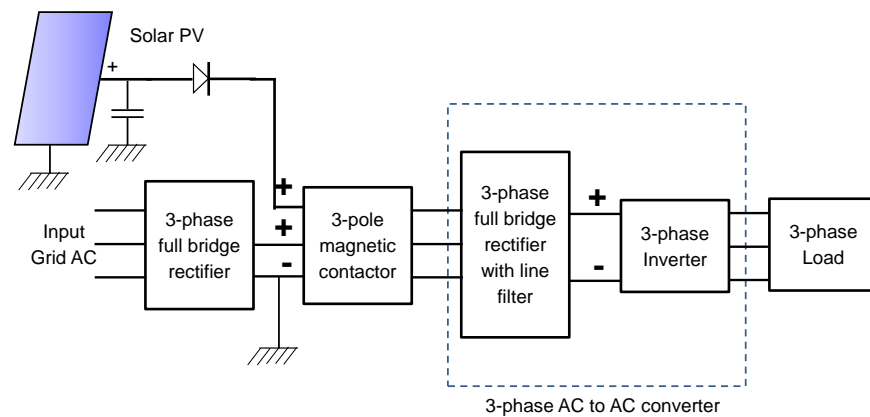 Solar PV
+
+
+
-
Input
Grid AC
3-phase
full bridge
rectifier
3-pole
magnetic
contactor
3-phase
full bridge
rectifier
with line
filter
+
-
3-phase
Inverter
3-phase
Load
3-phase AC to AC converter